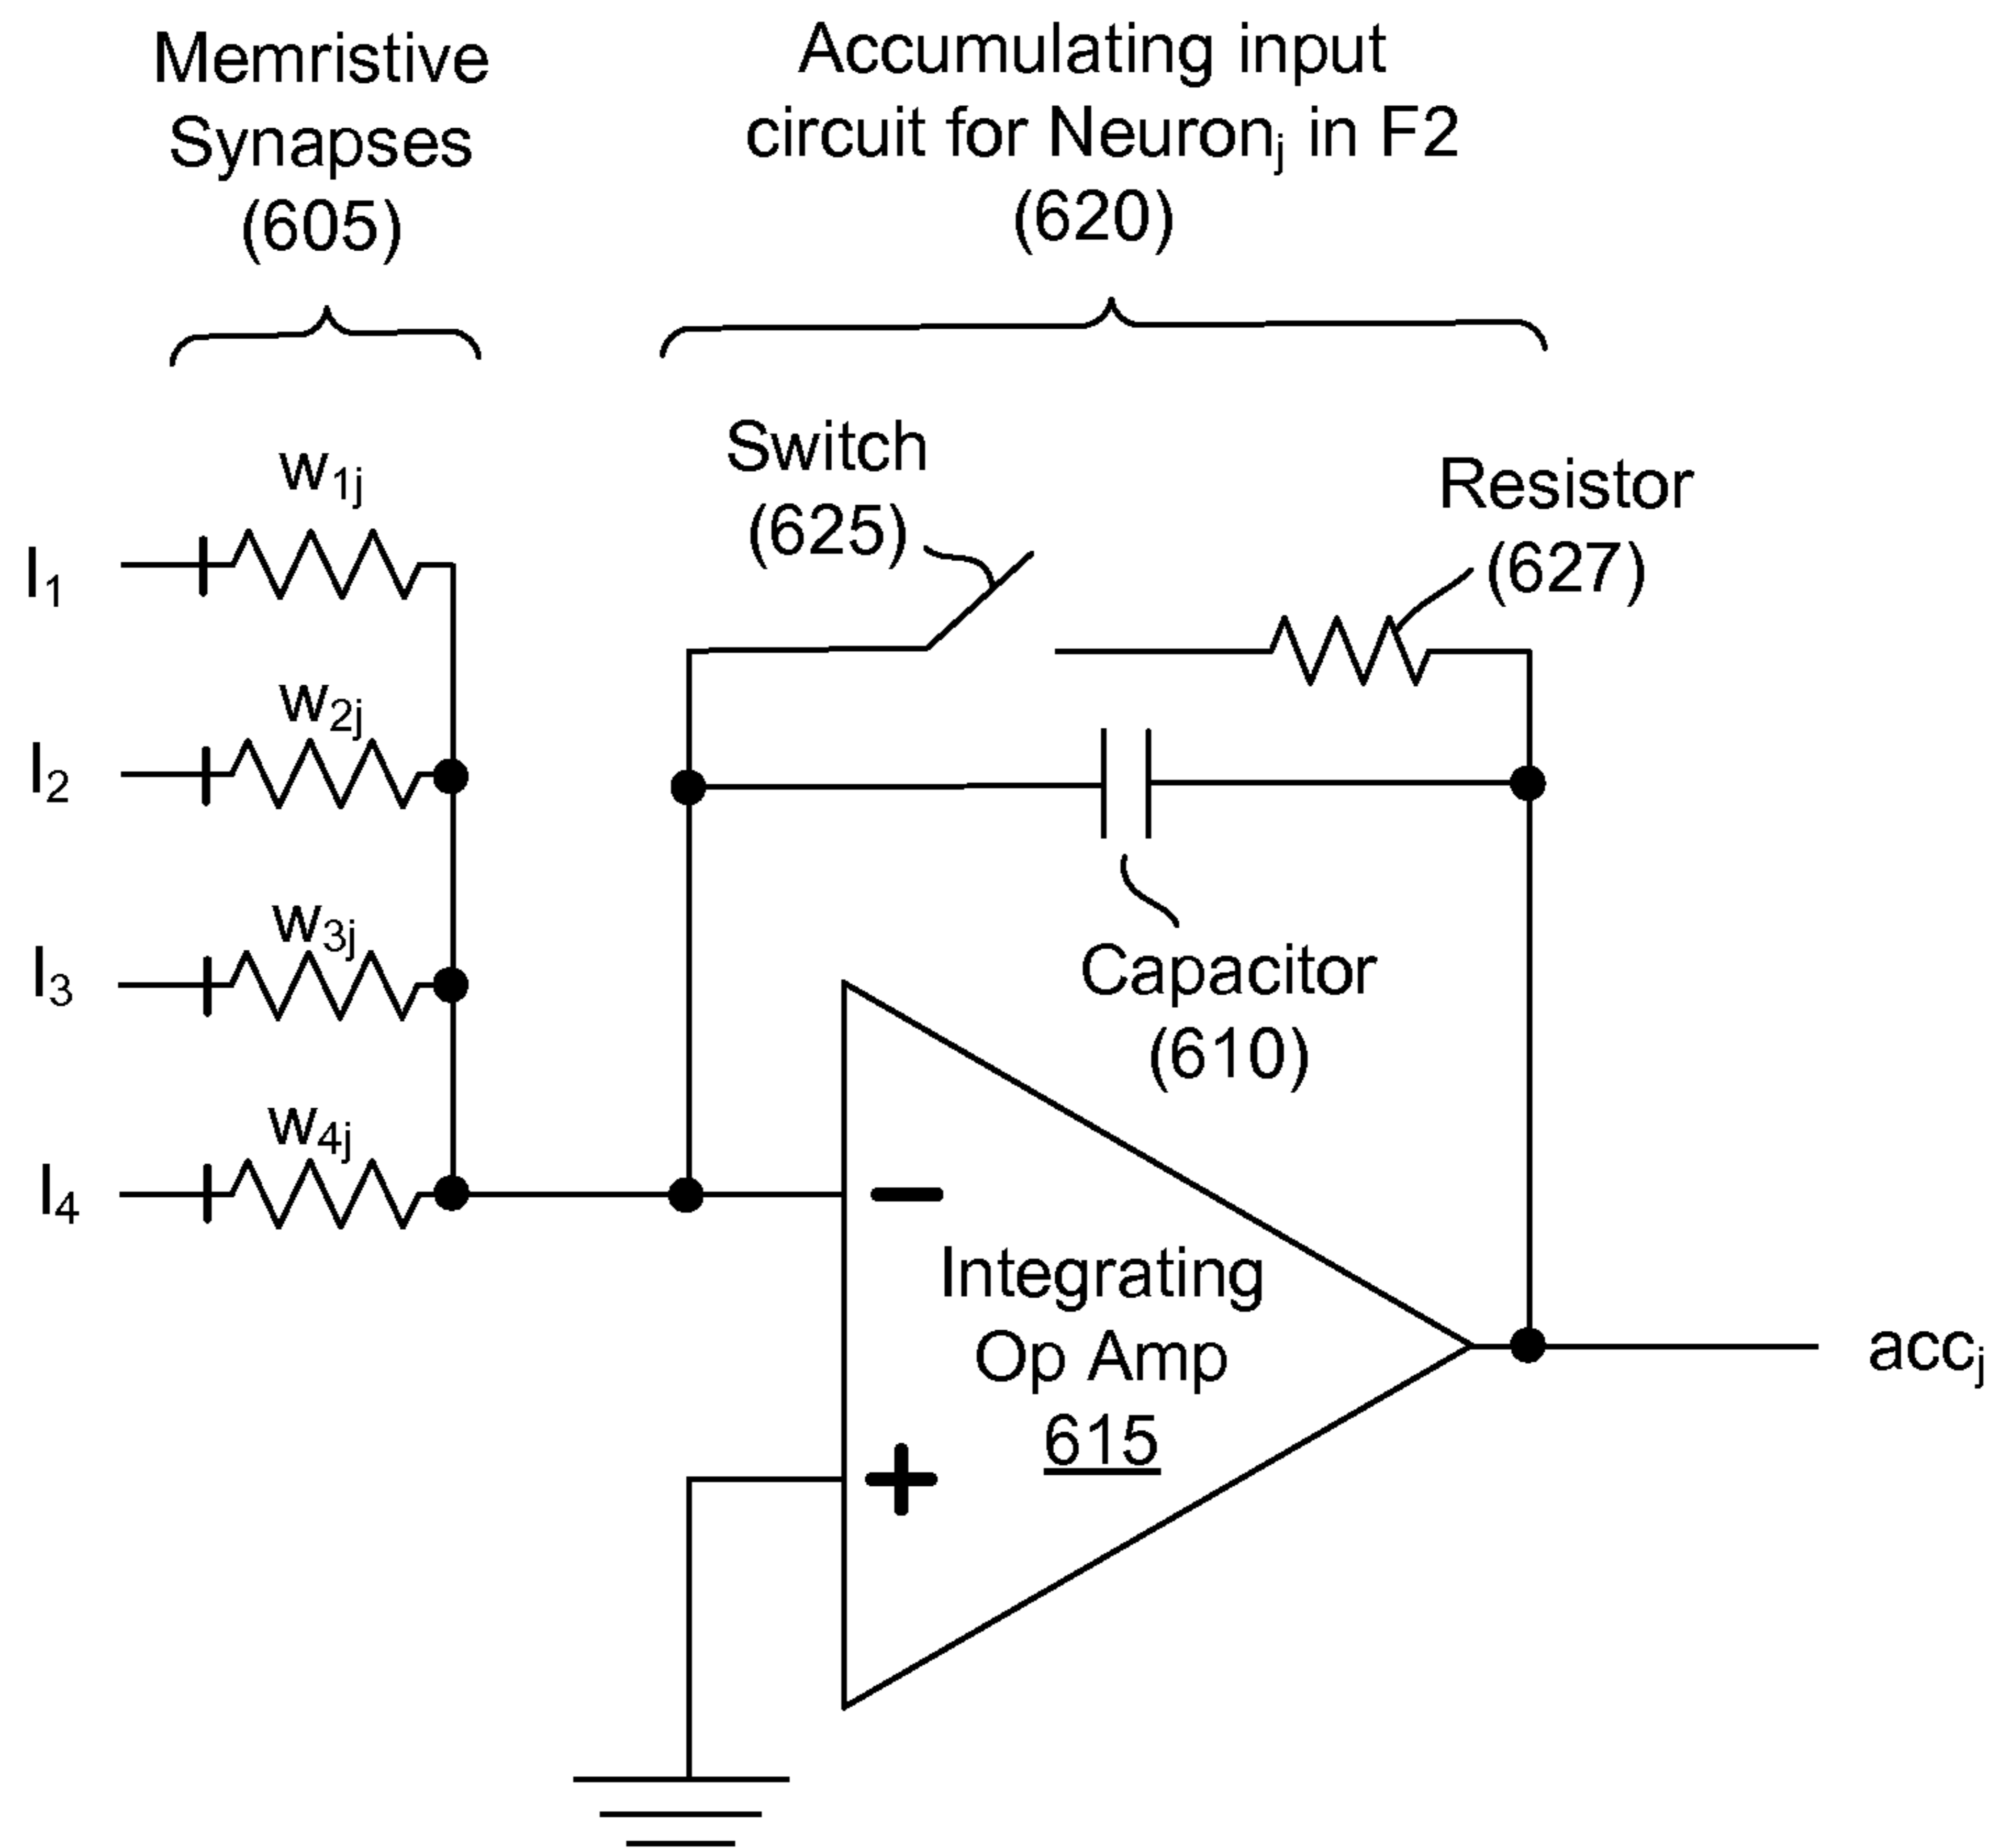 Memristive
Synapses
(605)
Accumulating input
circuit for Neuronj in F2
(620)
Switch
(625)
Resistor
(627)
w1j
I1
w2j
I2
w3j
I3
w4j
I4
Capacitor
(610)
−
Integrating
Op Amp
615
+
accj